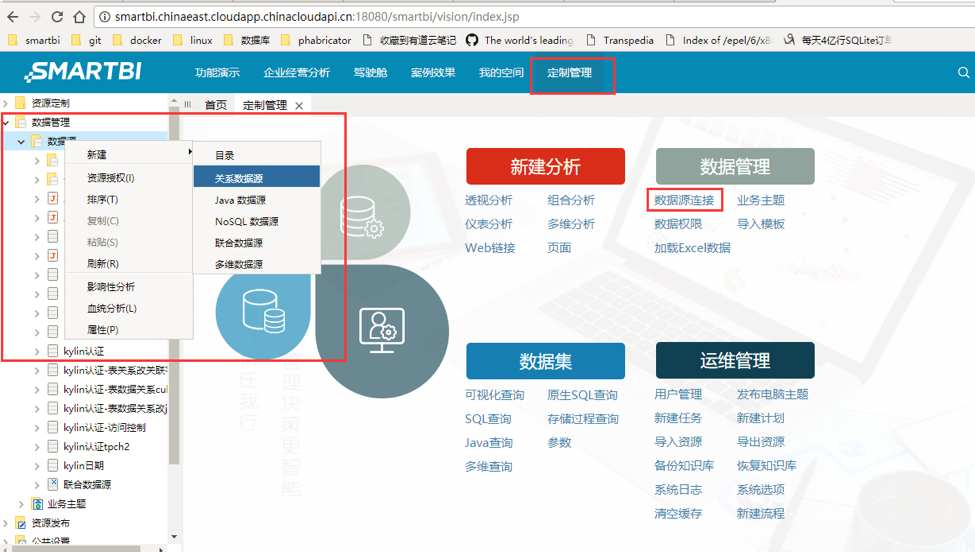 smartbi.chinaeast.cloudapp.chinacloudapi.cn:18080/smartbi/vision/index.jsp
smartbi git docker linux 数据库 phabricator 收藏到有道云笔记 The world's leading Transpedia Index of /epel/6/x8 每天4亿行SQLite订单
SMARTBI 功能演示 企业经营分析 驾驶舱 案例效果 我的空间 定制管理
资源定制
首页 定制管理
数据管理
数据源
新建
资源授权(I)
排序(T)
复制(C)
粘贴(S)
刷新(R)
影响性分析
血统分析(L)
属性(P)
目录
关系数据源
Java 数据源
NoSQL 数据源
联合数据源
多维数据源
kylin认证
kylin认证-表关系改关联
kylin认证-表数据关系cul
kylin认证-表数据关系改j
kylin认证-访问控制
kylin认证tpch2
kylin日期
联合数据源
业务主题
资源发布
公共设置
任我行
管理决策更智能
新建分析
透视分析 组合分析
仪表分析 多维分析
Web链接 页面
数据管理
数据源连接 业务主题
数据权限 导入模板
加载Excel数据
数据集
可视化查询 原生SQL查询
SQL查询 存储过程查询
Java查询 参数
多维查询
运维管理
用户管理 发布电脑主题
新建任务 新建计划
导入资源 导出资源
备份知识库 恢复知识库
系统日志 系统选项
清空缓存 新建流程